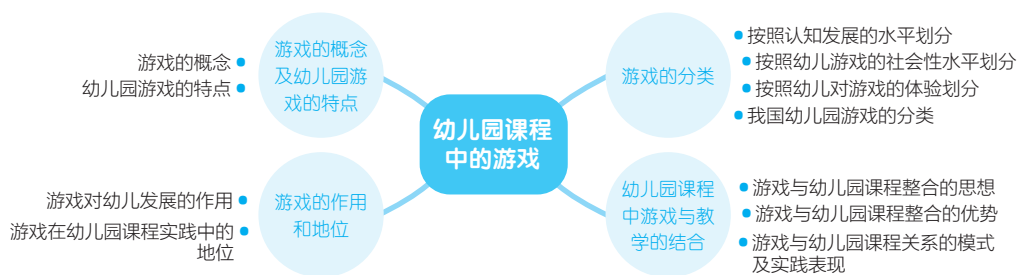 幼儿园课程
中的游戏
游戏的概念
及幼儿园游
戏的特点
游戏的概念
幼儿园游戏的特点
游戏的作用
和地位
游戏对幼儿发展的作用
游戏在幼儿园课程实践中的
地位
游戏的分类
按照认知发展的水平划分
按照幼儿游戏的社会性水平划分
按照幼儿对游戏的体验划分
我国幼儿园游戏的分类
幼儿园课程
中游戏与教
学的结合
游戏与幼儿园课程整合的思想
游戏与幼儿园课程整合的优势
游戏与幼儿园课程关系的模式
及实践表现